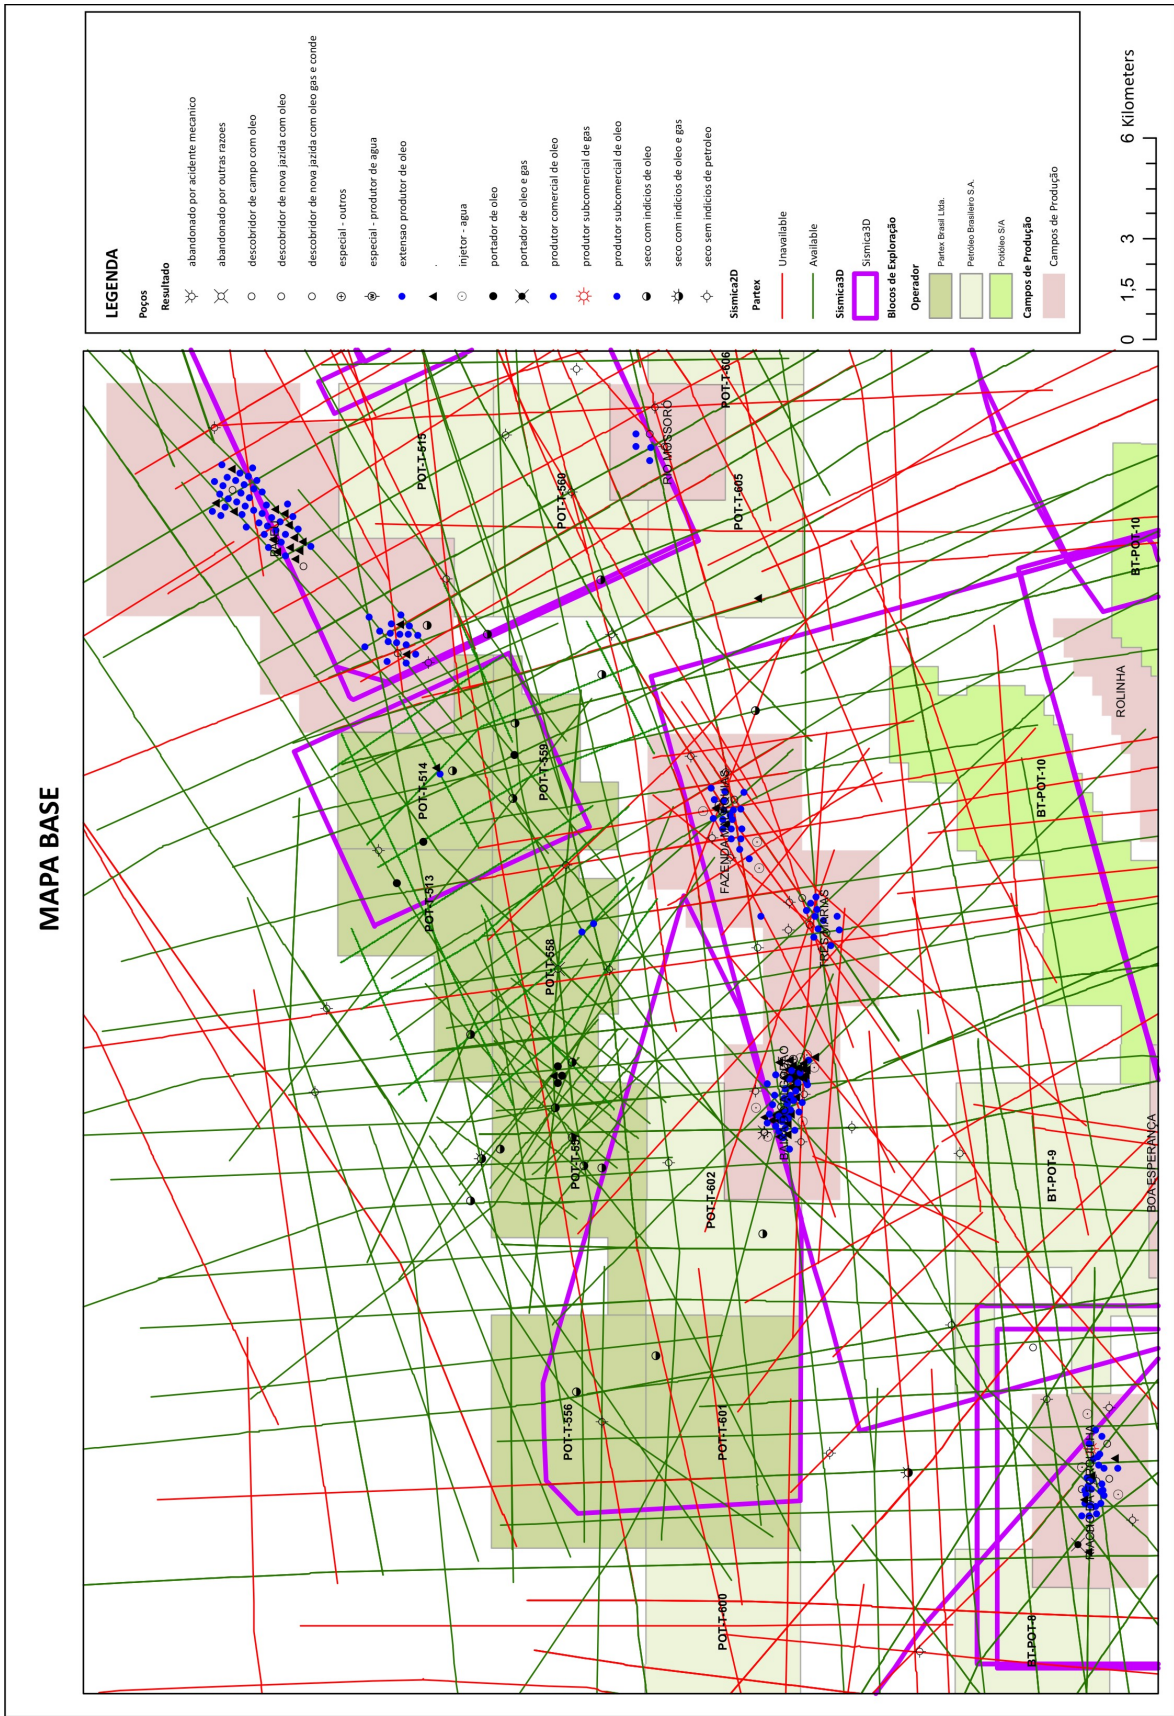 MAPA BASE
LEGENDA
Poços
Resultado
abandonado por acidente mecanico
abandonado por outras razoes
descobridor de campo com oleo
descobridor de nova jazida com oleo
descobridor de nova jazida com oleo gas e conde
especial - outros
especial - produtor de agua
extensao produtor de oleo
.
injetor - agua
portador de oleo
portador de oleo e gas
produtor comercial de oleo
produtor subcomercial de gas
produtor subcomercial de oleo
seco com indicios de oleo
seco com indicios de oleo e gas
seco sem indicios de petroleo
Sismica2D
Partex
Unavailable
Available
Sismica3D
Sismica3D
Blocos de Exploração
Operador
Partex Brasil Ltda.
Petróleo Brasileiro S.A.
Potióleo S/A
Campos de Produção
Campos de Produção
0 1,5 3 6 Kilometers
POT-T-515
POT-T-514
POT-T-513
POT-T-560
POT-T-559
POT-T-558
POT-T-557
POT-T-556
RIO MOSSORÓ
POT-T-606
POT-T-605
POT-T-602
POT-T-601
POT-T-600
TRES MARIAS
BT-POT-10
BT-POT-10
BT-POT-9
BT-POT-8
ROLINHA
BOA ESPERANÇA